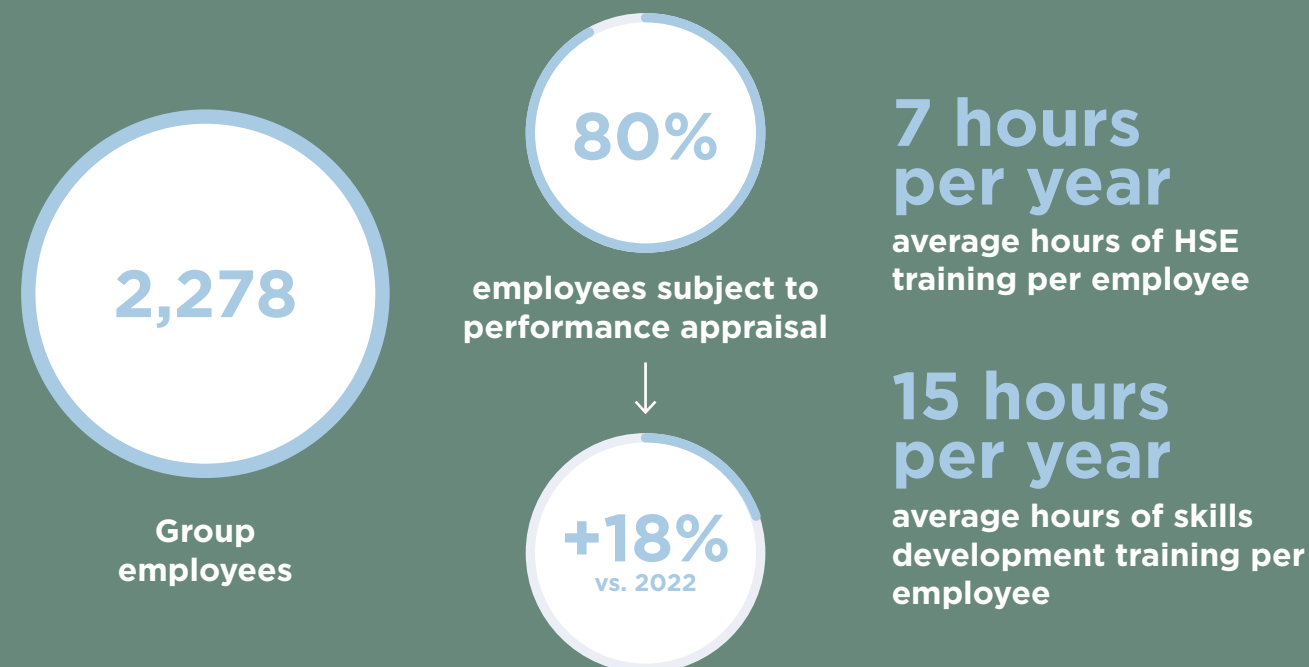 2,278
Group
employees
80%
employees subject to
performance appraisal
+18%
vs. 2022
7 hours
per year
average hours of HSE
training per employee
15 hours
per year
average hours of skills
development training per
employee